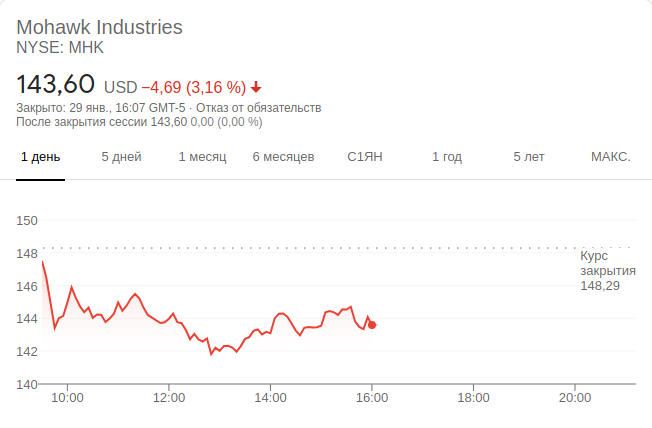 Mohawk Industries
NYSE: MHK
143,60 USD −4,69 (3,16 %)
Закрыто: 29 янв., 16:07 GMT-5 · Отказ от обязательств
После закрытия сессии 143,60 0,00 (0,00 %)
1 день 5 дней 1 месяц 6 месяцев С1ЯН 1 год 5 лет МАКС.
150
148
Курс
закрытия
148,29
146
144
142
140
10:00 12:00 14:00 16:00 18:00 20:00